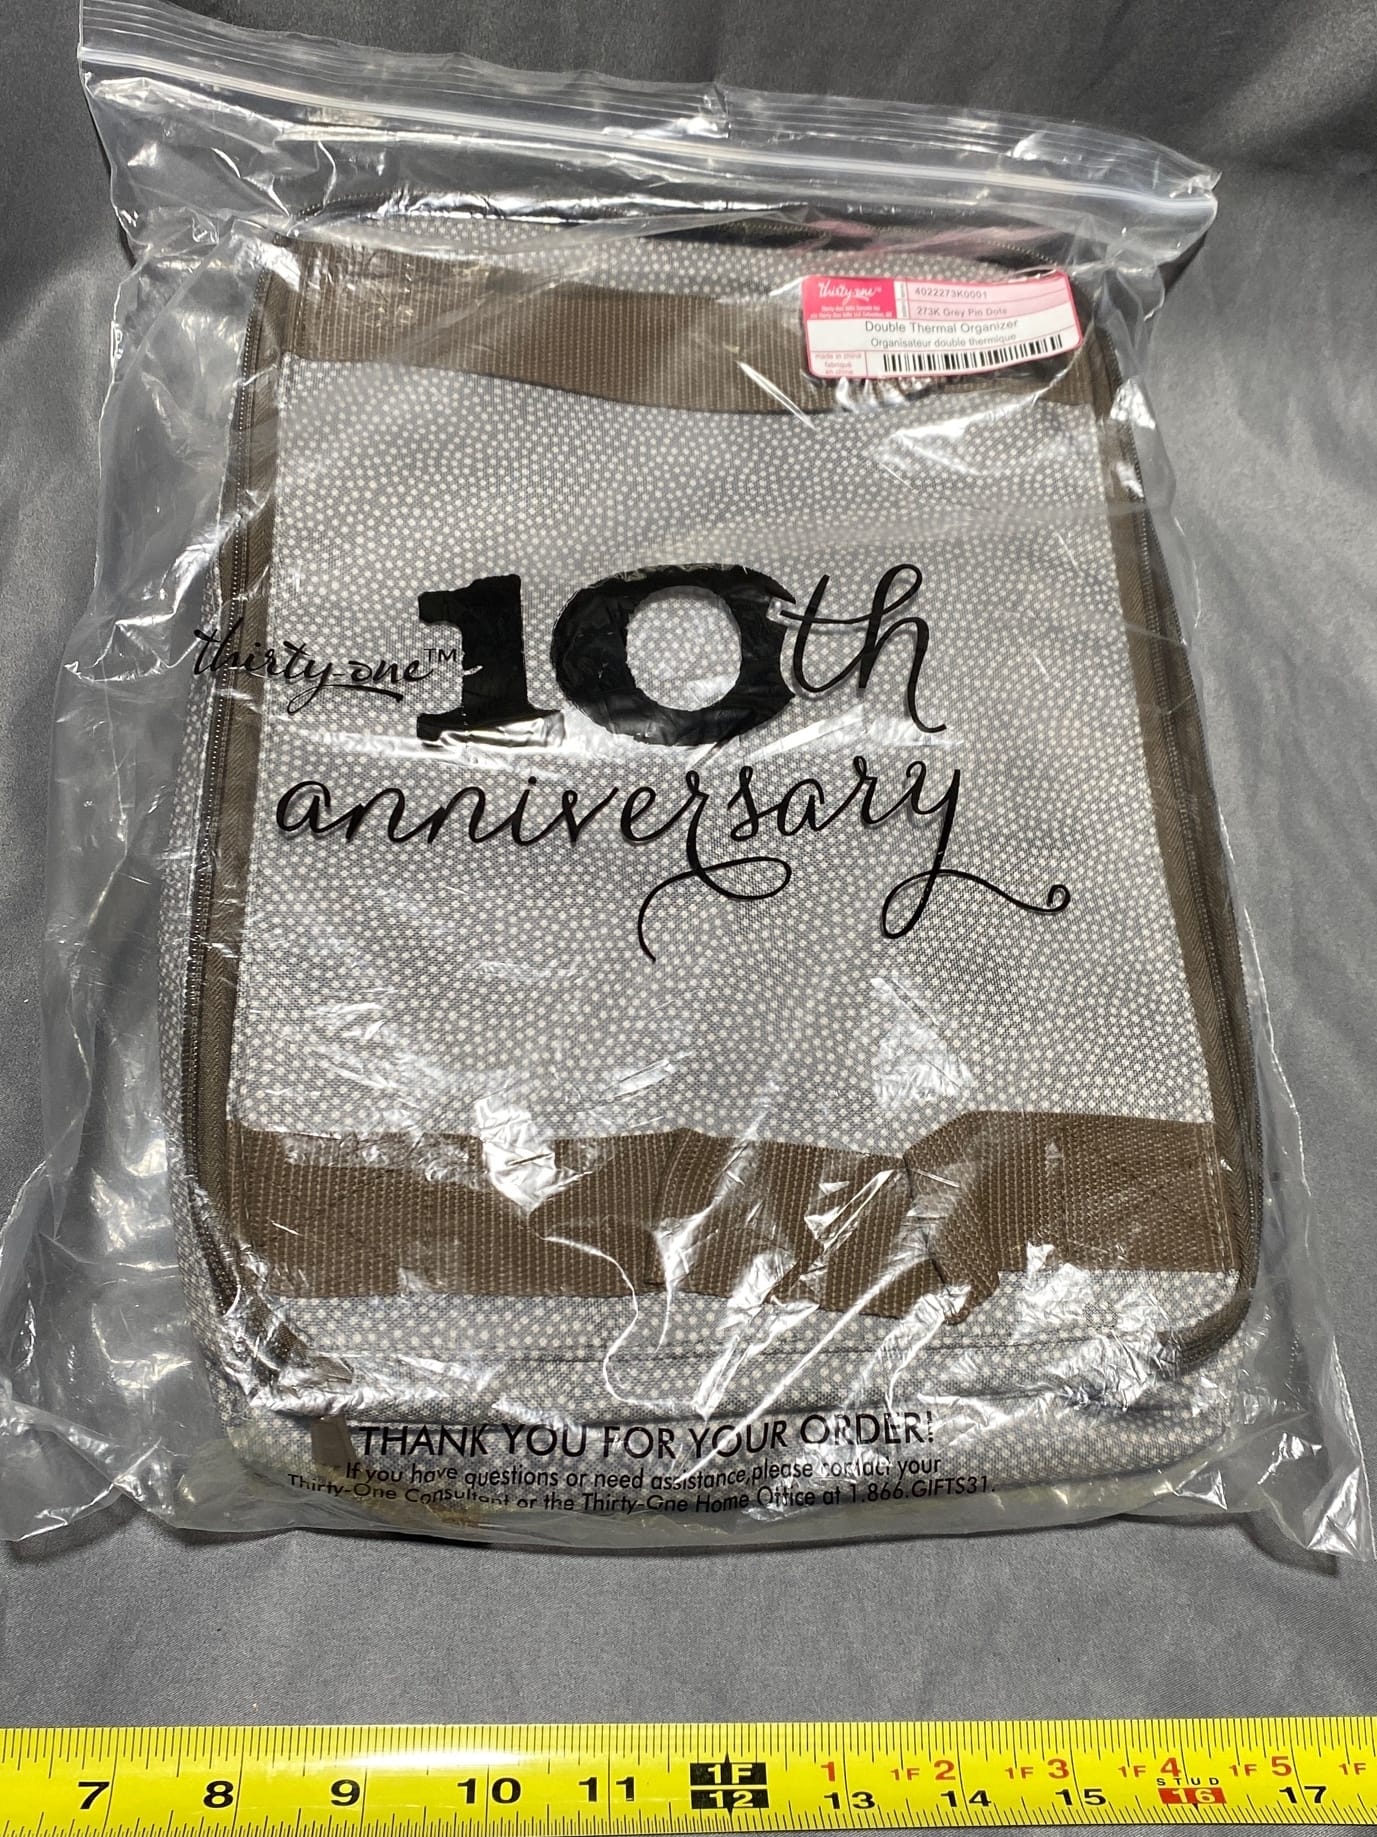 thirty-one™
4022273K0001
273K Grey Pin Dots
Double Thermal Organizer
Organisateur double thermique
made in china
fabriqué
en chine
thirty-one™ 10th
anniversary
THANK YOU FOR YOUR ORDER!
If you have questions or need assistance, please contact your
Thirty-One Consultant or the Thirty-One Home Office at 1.866.GIFTS31.
1F 1 1F 2 1F 3 1F 4 1F 5 1F
STUD
7 8 9 10 11 12 13 14 15 16 17